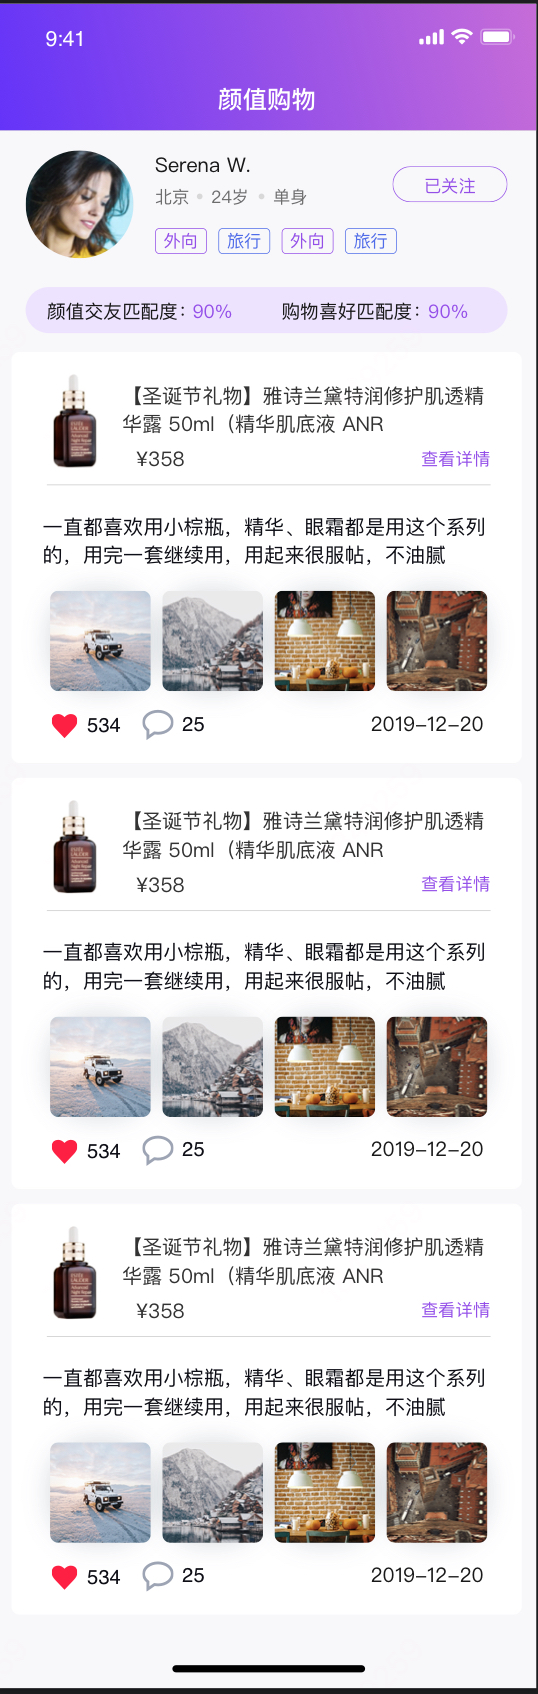 9:41
颜值购物
Serena W.
北京 • 24岁 • 单身
已关注
外向 旅行 外向 旅行
颜值交友匹配度：90% 购物喜好匹配度：90%
【圣诞节礼物】雅诗兰黛特润修护肌透精
华露 50ml（精华肌底液 ANR
¥358 查看详情
一直都喜欢用小棕瓶，精华、眼霜都是用这个系列
的，用完一套继续用，用起来很服帖，不油腻
534 25 2019-12-20
【圣诞节礼物】雅诗兰黛特润修护肌透精
华露 50ml（精华肌底液 ANR
¥358 查看详情
一直都喜欢用小棕瓶，精华、眼霜都是用这个系列
的，用完一套继续用，用起来很服帖，不油腻
534 25 2019-12-20
【圣诞节礼物】雅诗兰黛特润修护肌透精
华露 50ml（精华肌底液 ANR
¥358 查看详情
一直都喜欢用小棕瓶，精华、眼霜都是用这个系列
的，用完一套继续用，用起来很服帖，不油腻
534 25 2019-12-20